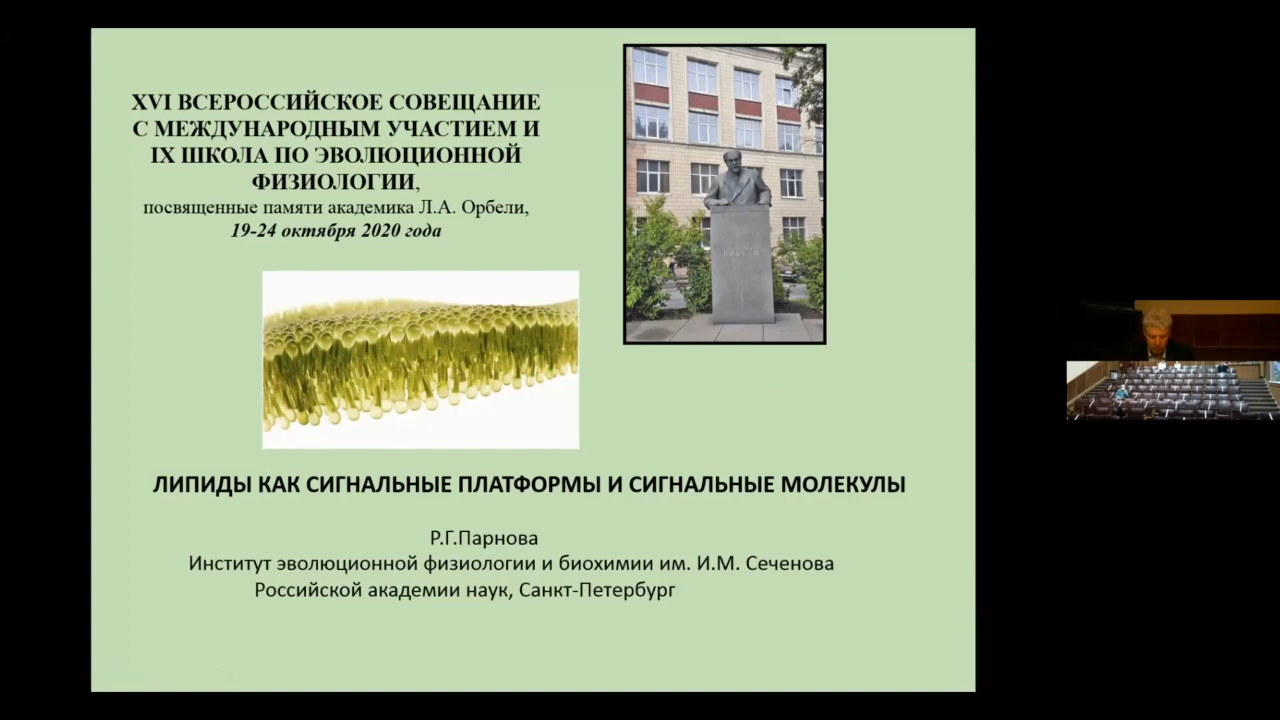 XVI ВСЕРОССИЙСКОЕ СОВЕЩАНИЕ
С МЕЖДУНАРОДНЫМ УЧАСТИЕМ И
IX ШКОЛА ПО ЭВОЛЮЦИОННОЙ
ФИЗИОЛОГИИ,
посвященные памяти академика Л.А. Орбели,
19-24 октября 2020 года
ЛИПИДЫ КАК СИГНАЛЬНЫЕ ПЛАТФОРМЫ И СИГНАЛЬНЫЕ МОЛЕКУЛЫ
Р.Г.Парнова
Институт эволюционной физиологии и биохимии им. И.М. Сеченова
Российской академии наук, Санкт-Петербург